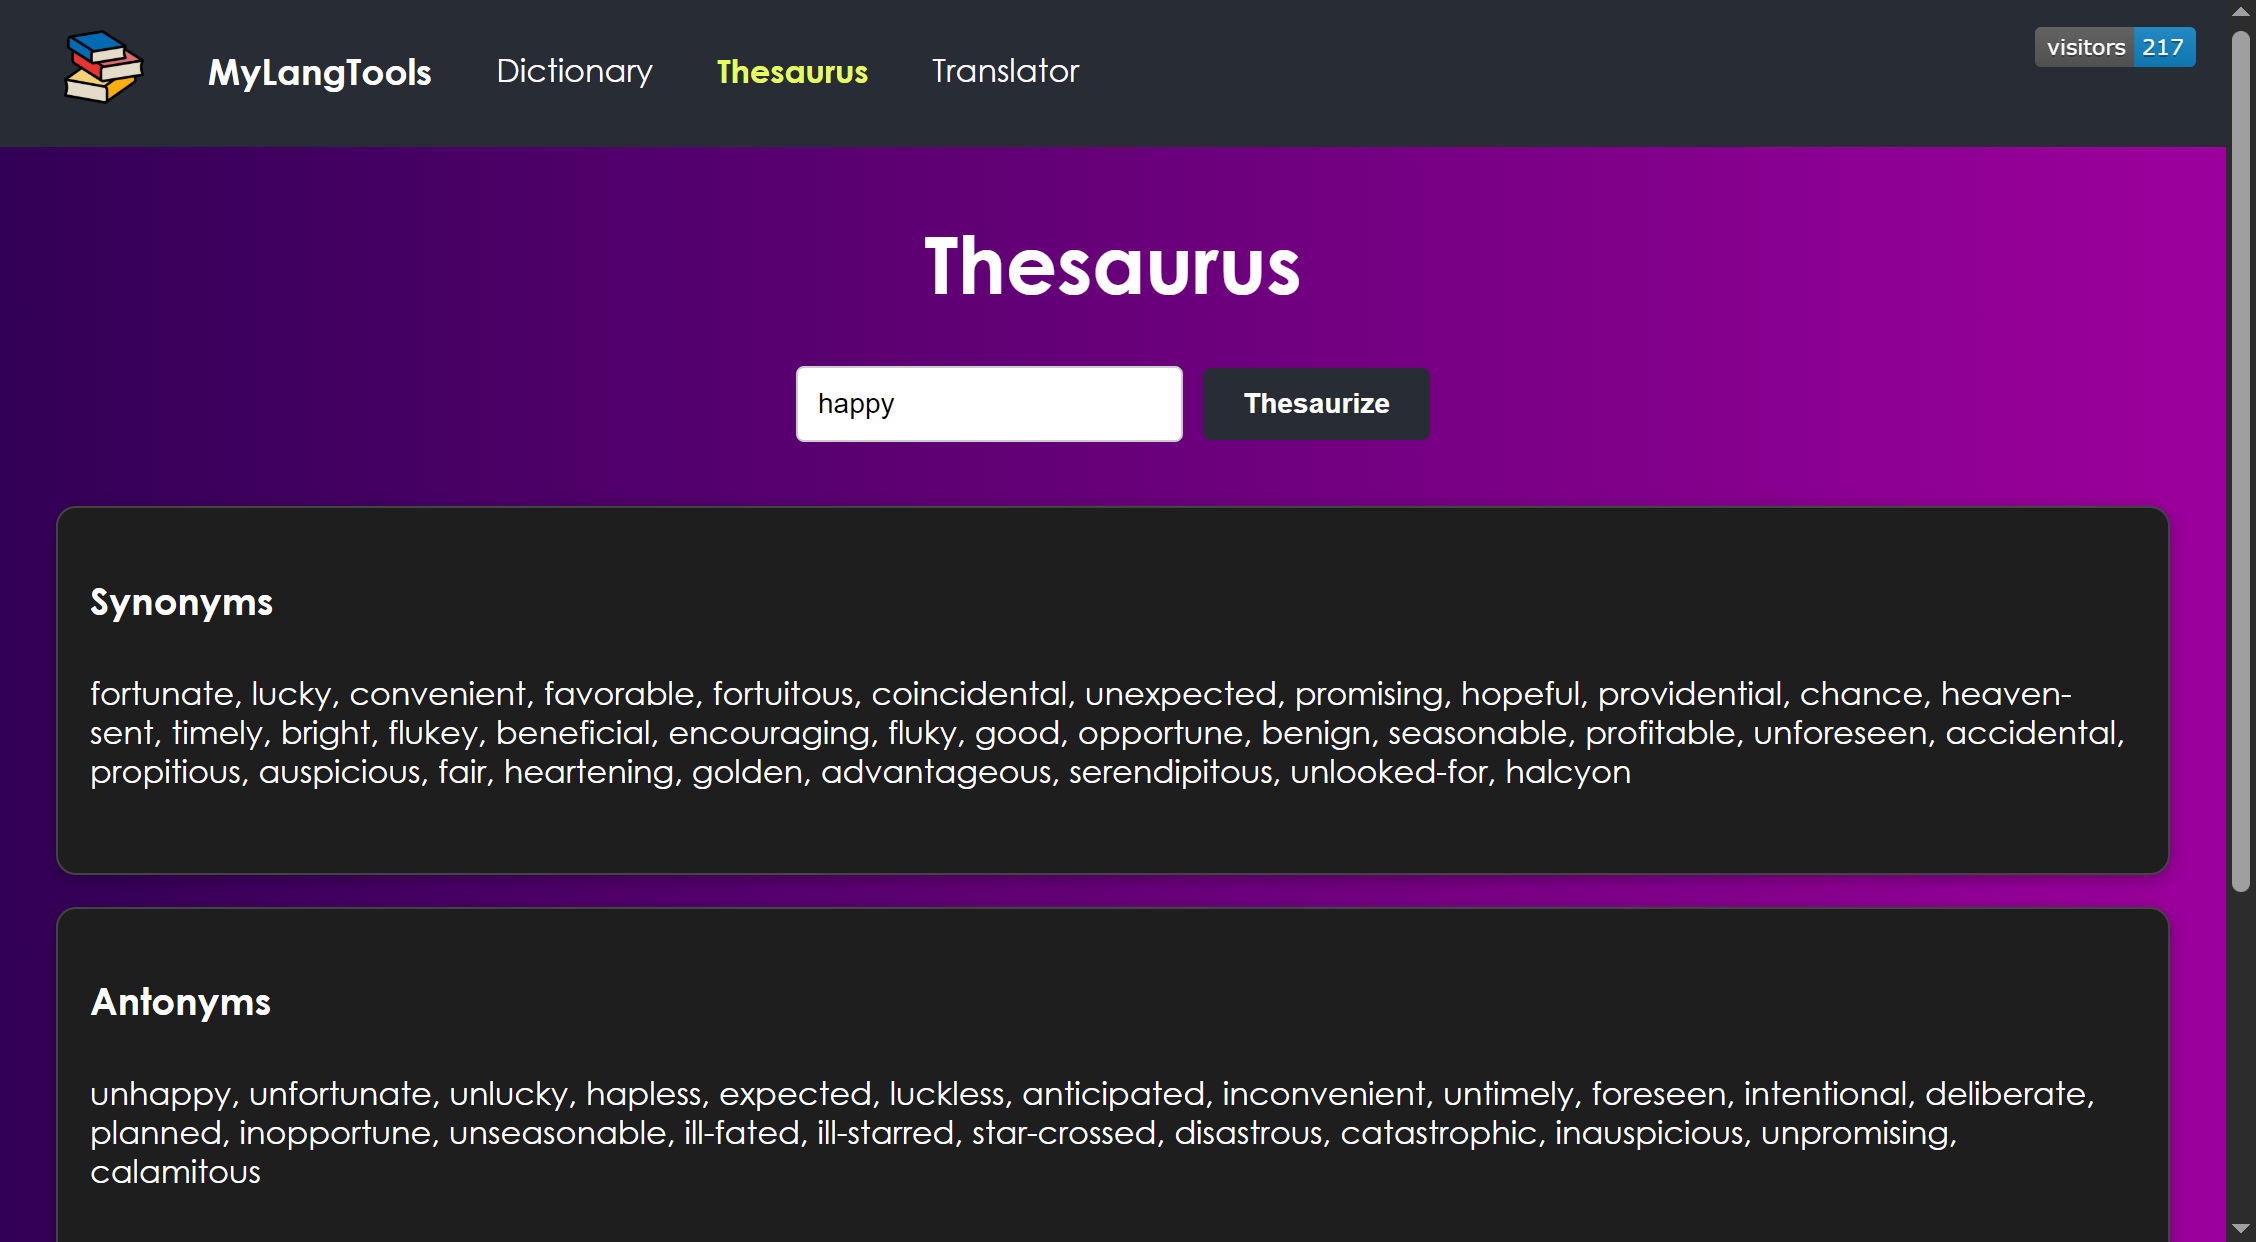 MyLangTools Dictionary Thesaurus Translator
visitors 217
Thesaurus
happy Thesaurize
Synonyms
fortunate, lucky, convenient, favorable, fortuitous, coincidental, unexpected, promising, hopeful, providential, chance, heaven-
sent, timely, bright, flukey, beneficial, encouraging, fluky, good, opportune, benign, seasonable, profitable, unforeseen, accidental,
propitious, auspicious, fair, heartening, golden, advantageous, serendipitous, unlooked-for, halcyon
Antonyms
unhappy, unfortunate, unlucky, hapless, expected, luckless, anticipated, inconvenient, untimely, foreseen, intentional, deliberate,
planned, inopportune, unseasonable, ill-fated, ill-starred, star-crossed, disastrous, catastrophic, inauspicious, unpromising,
calamitous